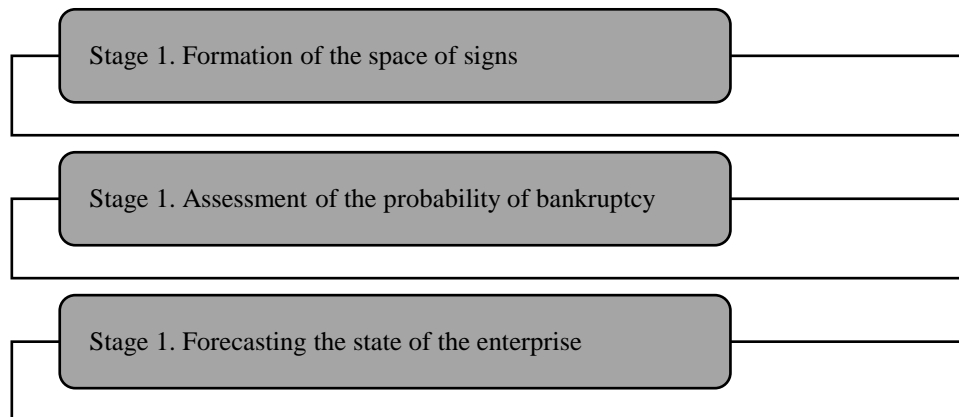 Stage 1. Formation of the space of signs
Stage 1. Assessment of the probability of bankruptcy
Stage 1. Forecasting the state of the enterprise